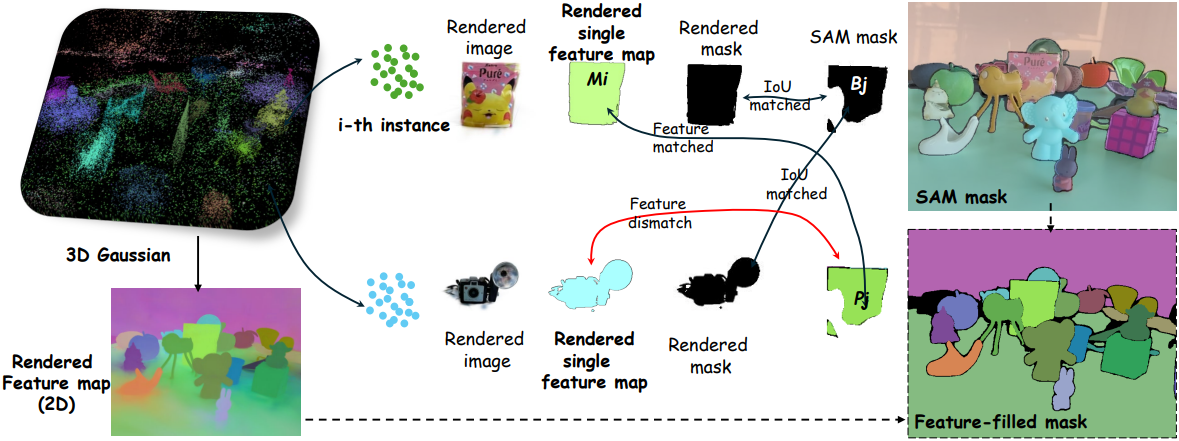 Rendered
image
Rendered
single
feature map
Rendered
mask
SAM mask
Puré
Mi
IoU
matched
Bj
i-th instance
Feature
matched
IoU
matched
Feature
dismatch
SAM mask
3D Gaussian
Pj
Rendered
image
Rendered
single
feature map
Rendered
mask
Rendered
Feature map
(2D)
Feature-filled mask